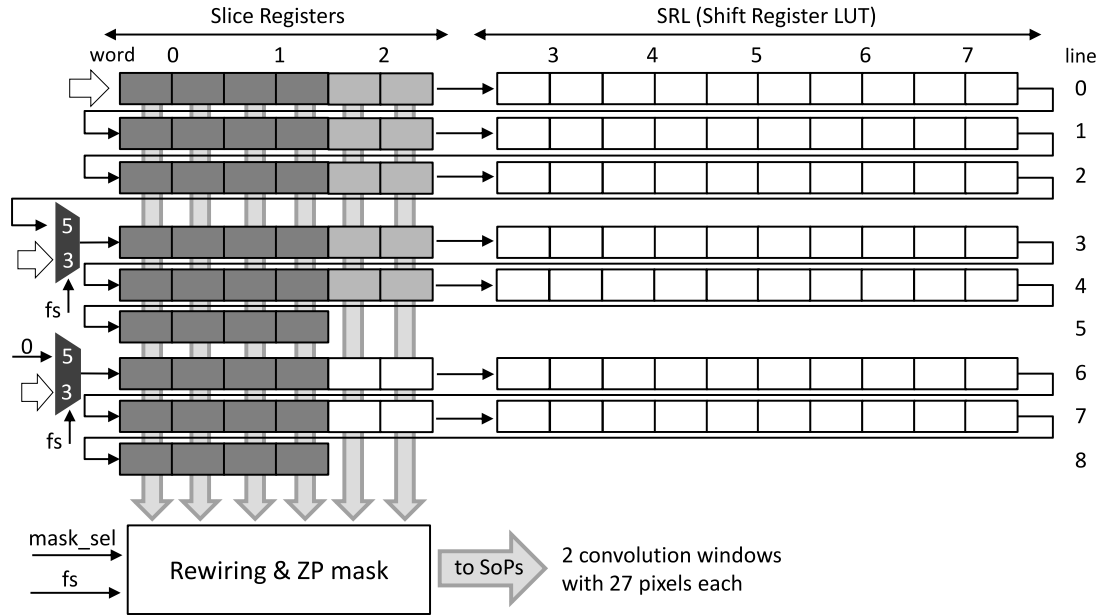 Slice Registers SRL (Shift Register LUT)
word 0 1 2 3 4 5 6 7 line
0
1
2
5
3
3
fs
4
5
0
5
3
6
fs
7
8
mask_sel
fs
Rewiring & ZP mask
to SoPs
2 convolution windows
with 27 pixels each